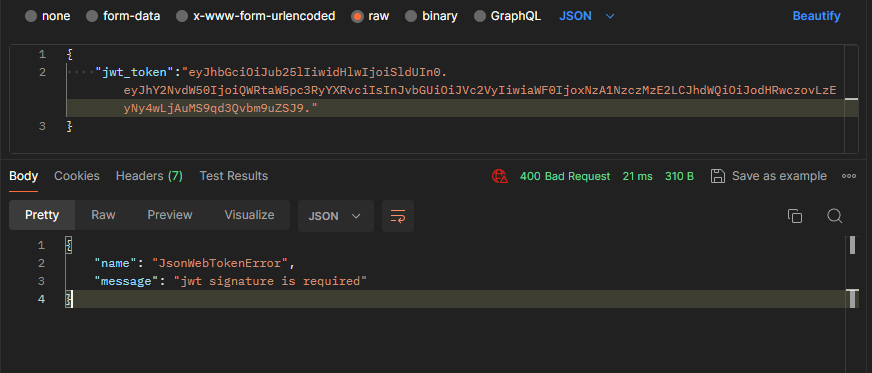 none form-data x-www-form-urlencoded raw binary GraphQL JSON Beautify
1 {
2 ····"jwt_token":"eyJhbGciOiJub25lIiwidHlwIjoiSldUIn0.
eyJhY2NvdW50IjoiQWRtaW5pc3RyYXRvciIsInJvbGUiOiJVc2VyIiwiaWF0IjoxNzA1NzczMzE2LCJhdWQiOiJodHRwczovLzE
yNy4wLjAuMS9qd3Qvbm9uZSJ9."
3 }
Body Cookies Headers (7) Test Results 400 Bad Request 21 ms 310 B Save as example
Pretty Raw Preview Visualize JSON
1 {
2 "name": "JsonWebTokenError",
3 "message": "jwt signature is required"
4 }